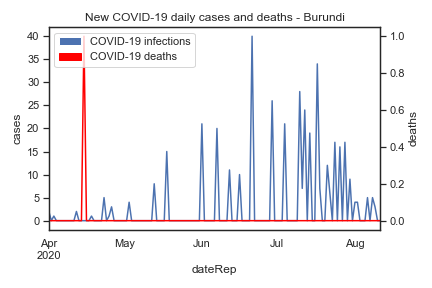 New COVID-19 daily cases and deaths - Burundi
COVID-19 infections
COVID-19 deaths
cases
40
35
30
25
20
15
10
5
0
deaths
1.0
0.8
0.6
0.4
0.2
0.0
Apr May Jun Jul Aug
2020
dateRep